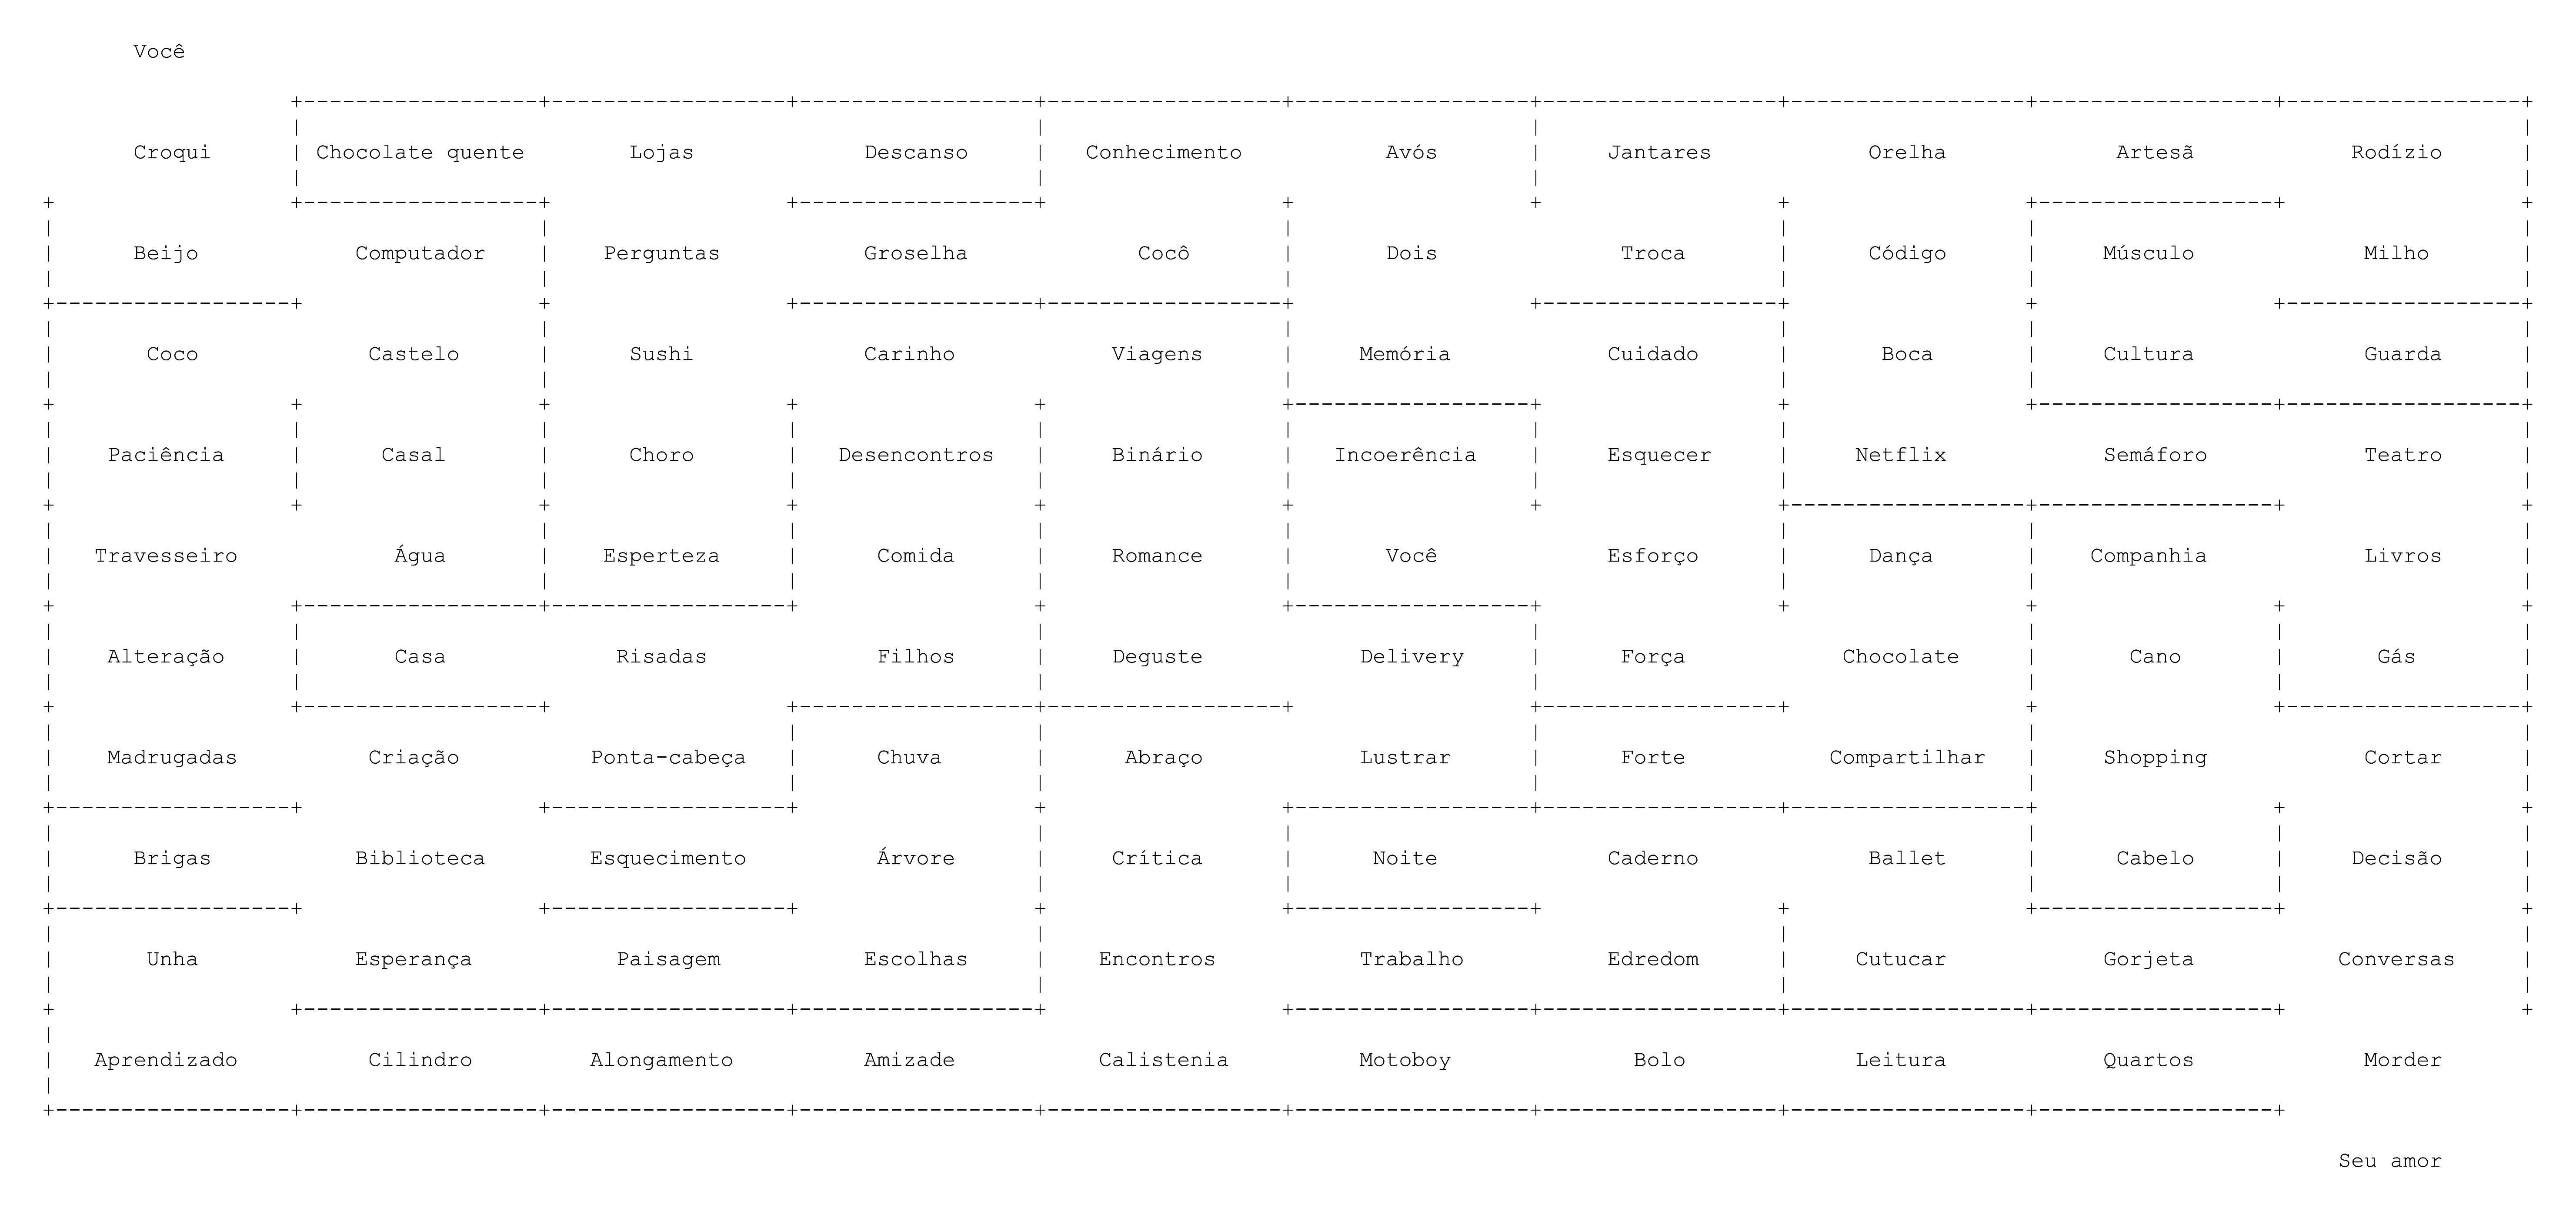 Você
Croqui Chocolate quente Lojas Descanso Conhecimento Avós Jantares Orelha Artesã Rodízio
Beijo Computador Perguntas Groselha Cocô Dois Troca Código Músculo Milho
Coco Castelo Sushi Carinho Viagens Memória Cuidado Boca Cultura Guarda
Paciência Casal Choro Desencontros Binário Incoerência Esquecer Netflix Semáforo Teatro
Travesseiro Água Esperteza Comida Romance Você Esforço Dança Companhia Livros
Alteração Casa Risadas Filhos Deguste Delivery Força Chocolate Cano Gás
Madrugadas Criação Ponta-cabeça Chuva Abraço Lustrar Forte Compartilhar Shopping Cortar
Brigas Biblioteca Esquecimento Árvore Crítica Noite Caderno Ballet Cabelo Decisão
Unha Esperança Paisagem Escolhas Encontros Trabalho Edredom Cutucar Gorjeta Conversas
Aprendizado Cilindro Alongamento Amizade Calistenia Motoboy Bolo Leitura Quartos Morder
Seu amor